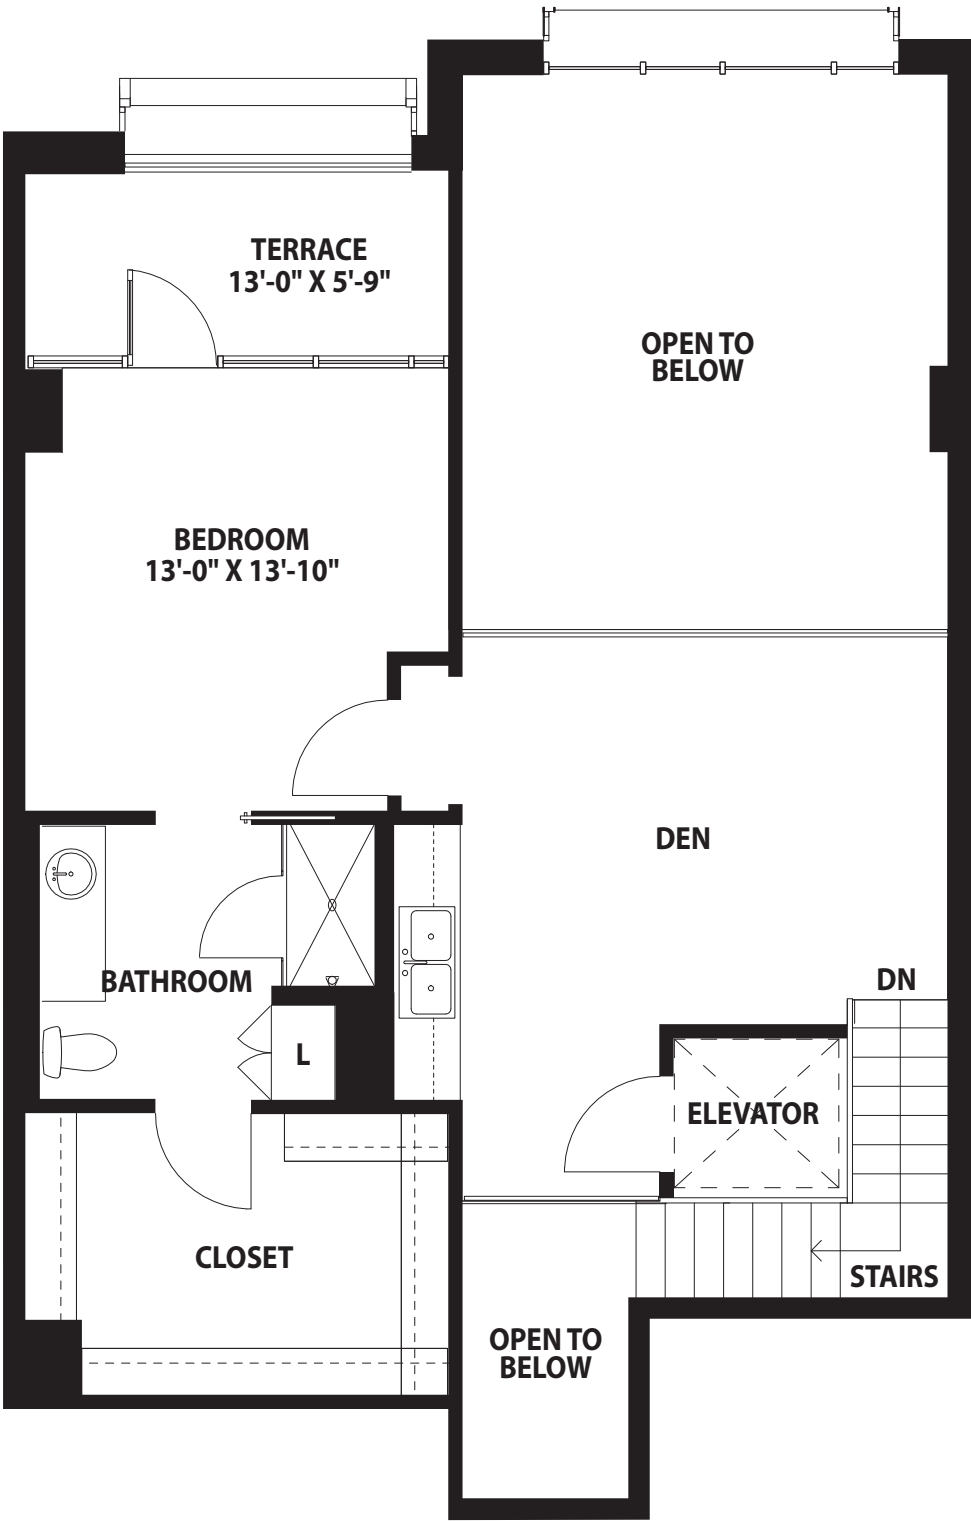 TERRACE
13'-0" X 5'-9"
OPEN TO
BELOW
BEDROOM
13'-0" X 13'-10"
DEN
BATHROOM
DN
L
ELEVATOR
CLOSET
STAIRS
OPEN TO
BELOW